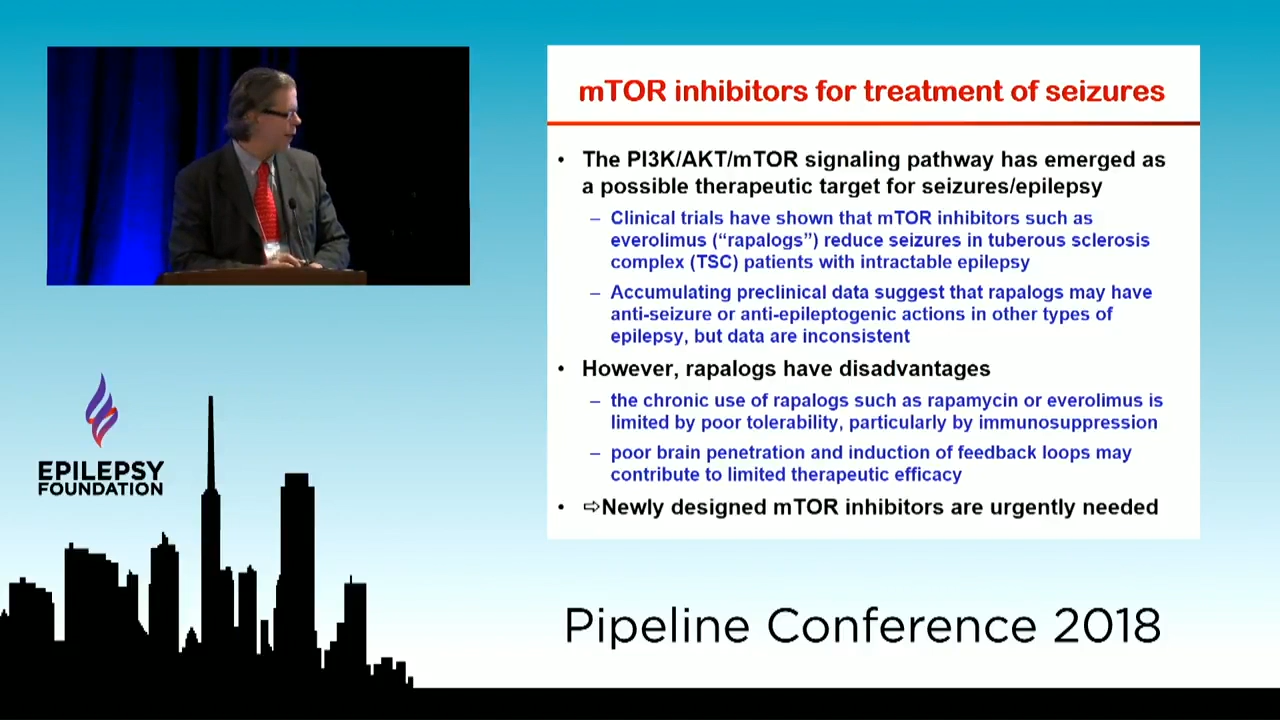 mTOR inhibitors for treatment of seizures
• The PI3K/AKT/mTOR signaling pathway has emerged as
a possible therapeutic target for seizures/epilepsy
– Clinical trials have shown that mTOR inhibitors such as
everolimus (“rapalogs”) reduce seizures in tuberous sclerosis
complex (TSC) patients with intractable epilepsy
– Accumulating preclinical data suggest that rapalogs may have
anti-seizure or anti-epileptogenic actions in other types of
epilepsy, but data are inconsistent
• However, rapalogs have disadvantages
– the chronic use of rapalogs such as rapamycin or everolimus is
limited by poor tolerability, particularly by immunosuppression
– poor brain penetration and induction of feedback loops may
contribute to limited therapeutic efficacy
• ⇨Newly designed mTOR inhibitors are urgently needed
EPILEPSY
FOUNDATION
Pipeline Conference 2018